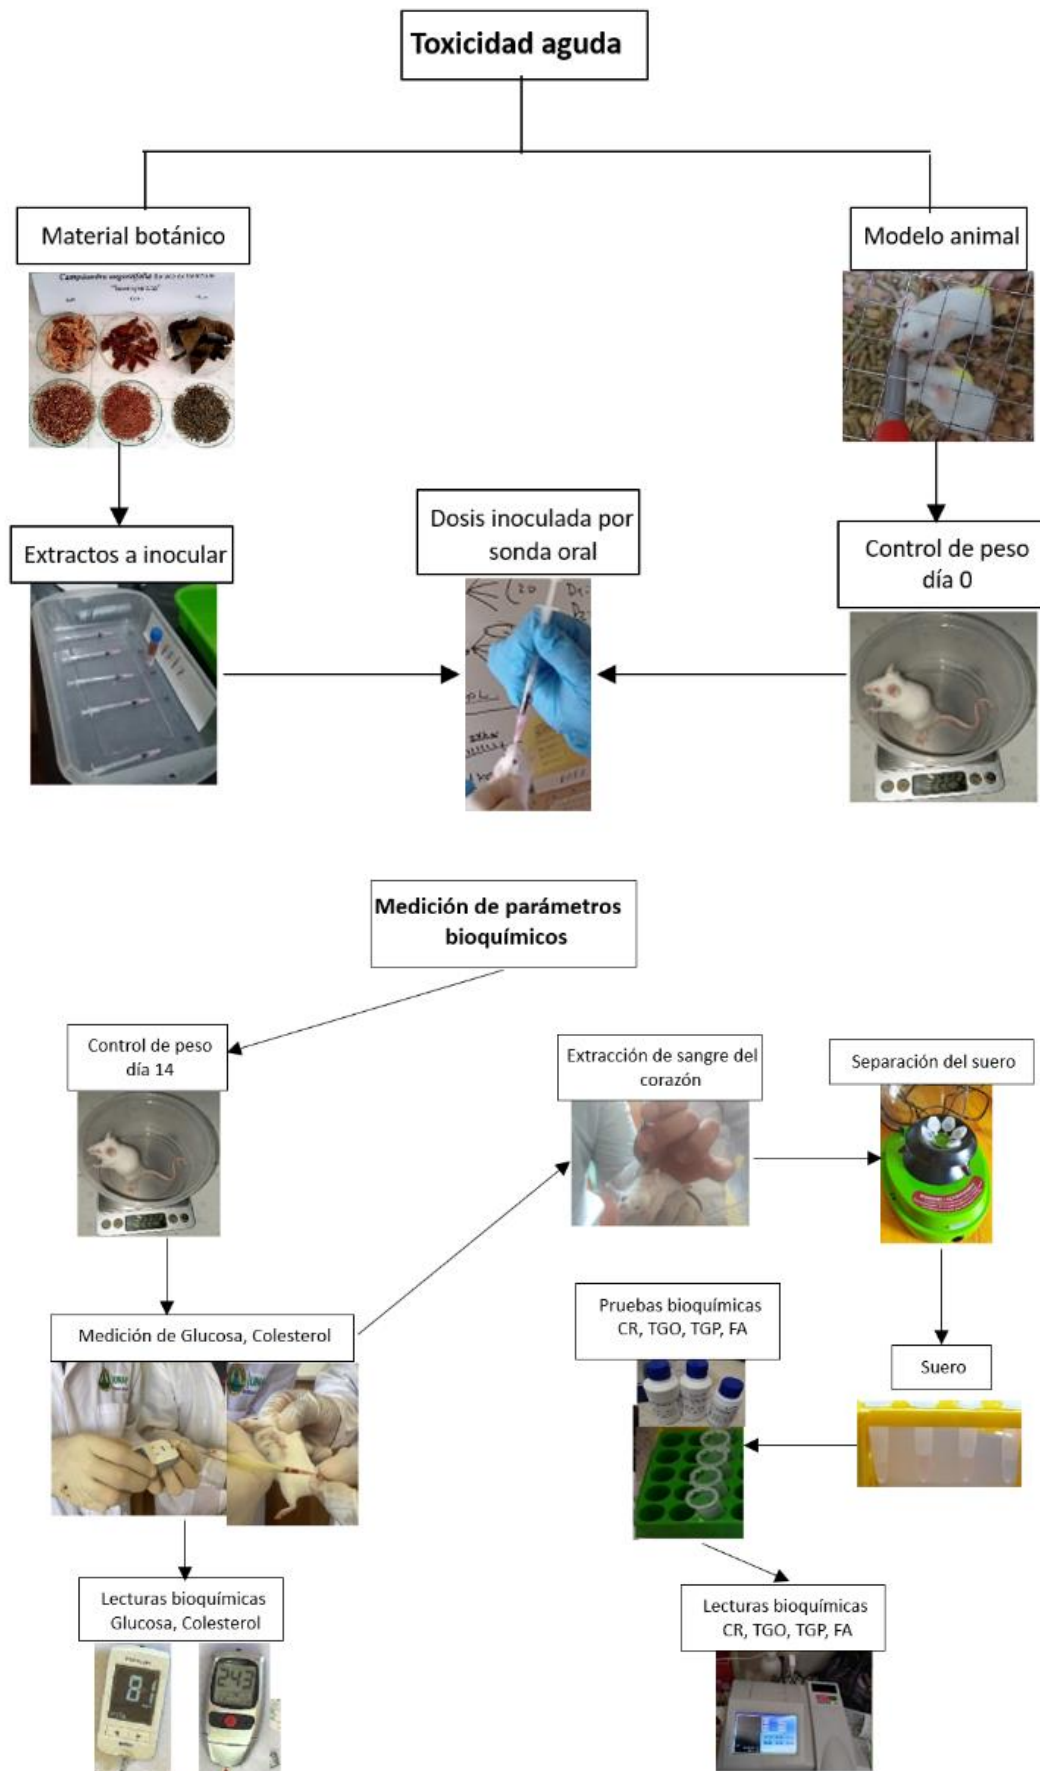 Toxicidad aguda
Material botánico
Modelo animal
Extractos a inocular
Dosis inoculada por
sonda oral
Control de peso
día 0
Medición de parámetros
bioquímicos
Control de peso
día 14
Extracción de sangre del
corazón
Separación del suero
Medición de Glucosa, Colesterol
Pruebas bioquímicas
CR, TGO, TGP, FA
Suero
Lecturas bioquímicas
Glucosa, Colesterol
81
243
Lecturas bioquímicas
CR, TGO, TGP, FA